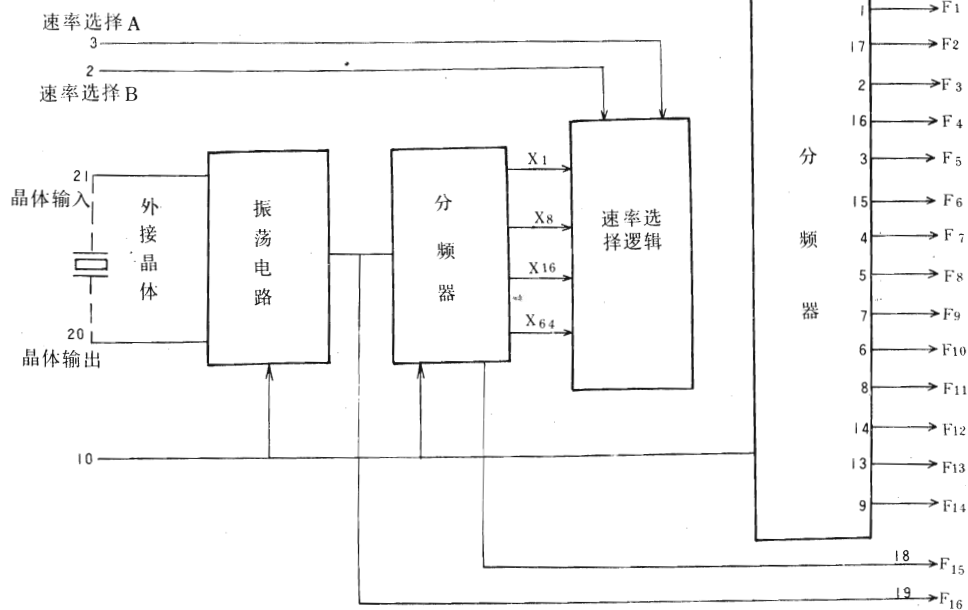 速率选择A
3
2
速率选择B
21
晶体输入
外接晶体
20
晶体输出
振荡电路
分频器
X1
X8
X16
X64
速率选择逻辑
10
分频器
1 F1
17 F2
2 F3
16 F4
3 F5
15 F6
4 F7
5 F8
7 F9
6 F10
8 F11
14 F12
13 F13
9 F14
18 F15
19 F16